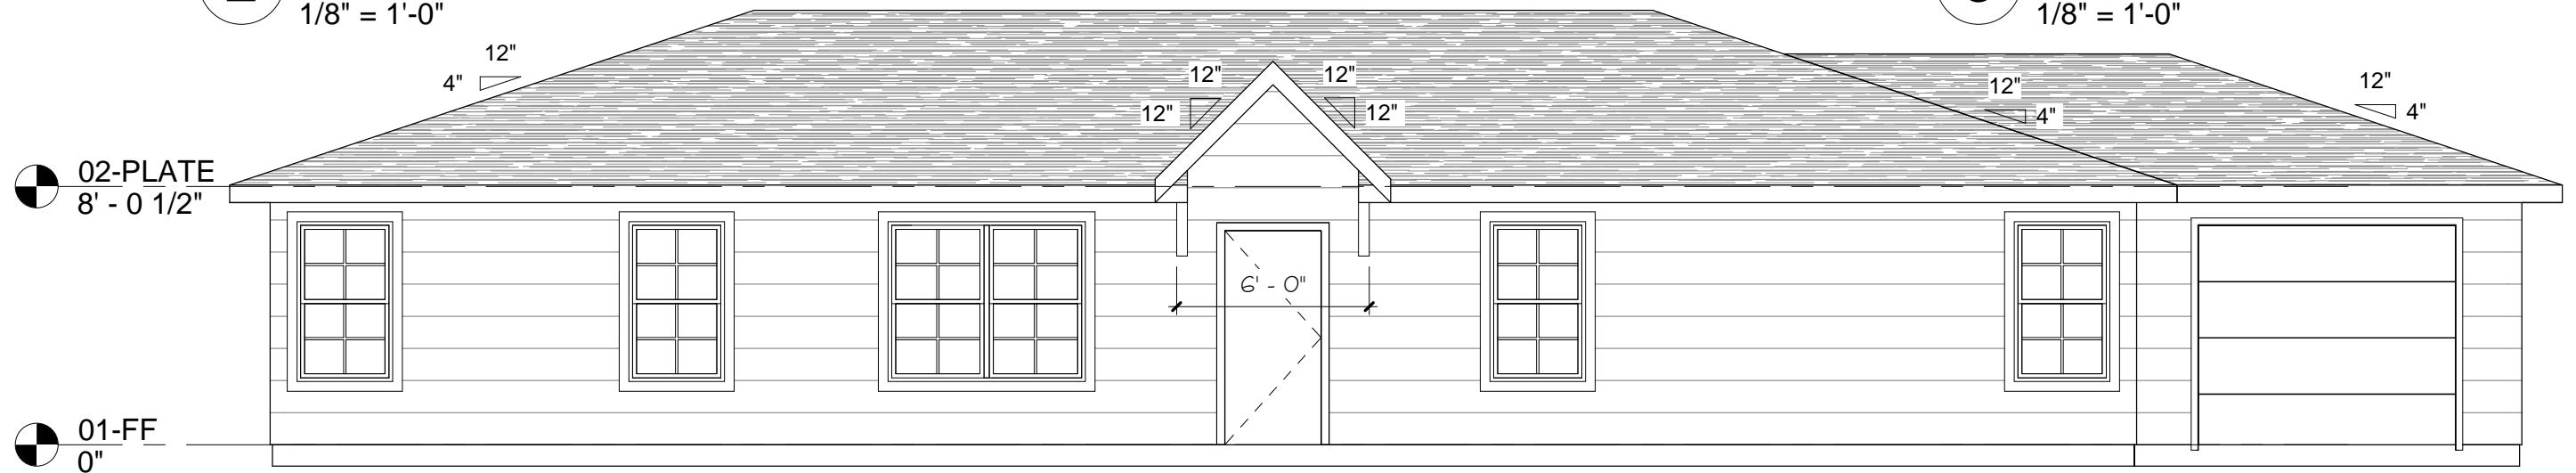 1/8" = 1'-0"
1/8" = 1'-0"
12"
4"
12"
12"
12"
12"
12"
4"
12"
4"
02-PLATE
8' - 0 1/2"
6' - 0"
01-FF
0"